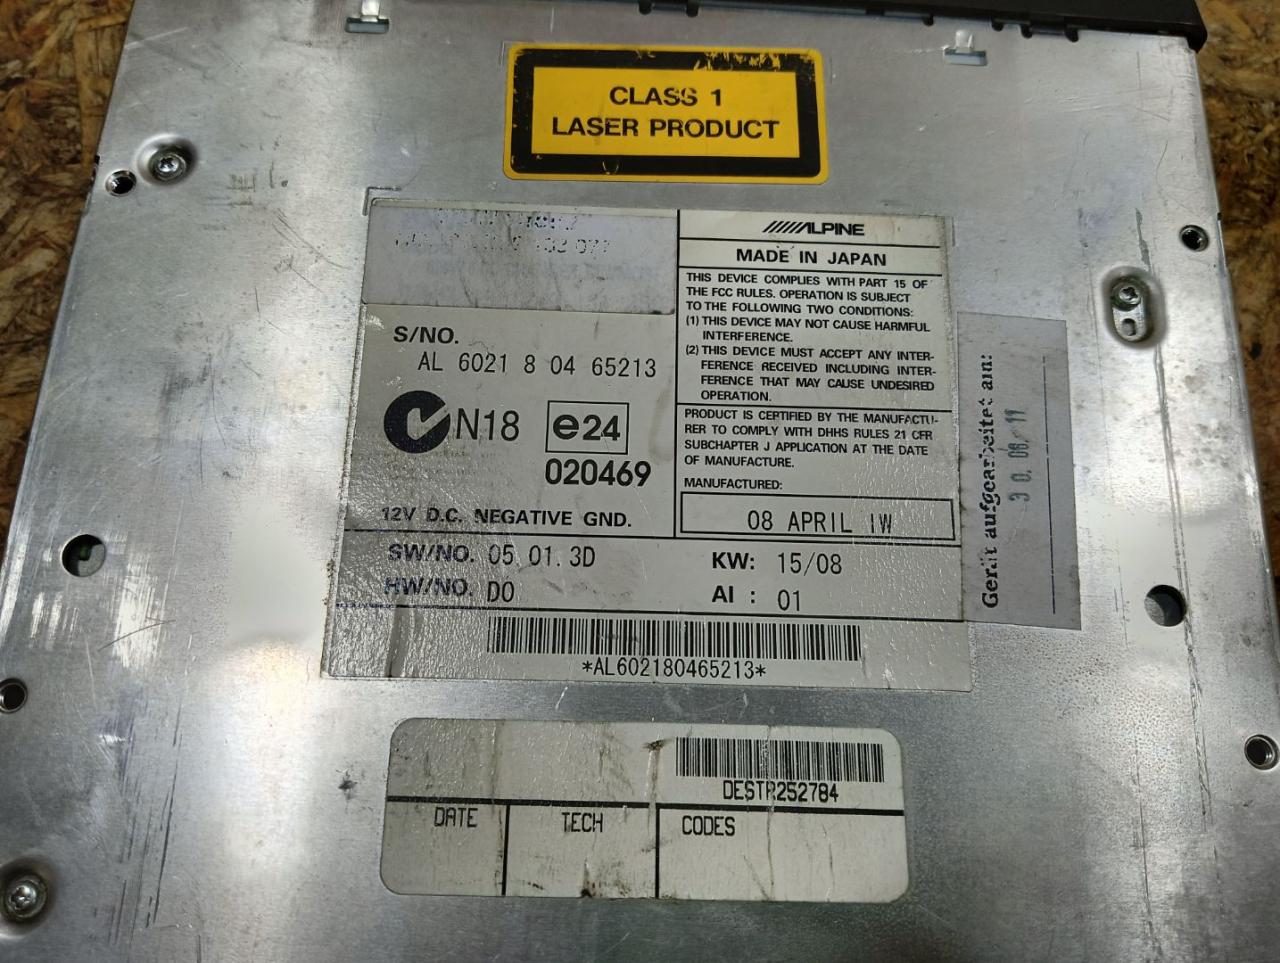 CLASS 1
LASER PRODUCT
ALPINE
MADE IN JAPAN
THIS DEVICE COMPLIES WITH PART 15 OF
THE FCC RULES. OPERATION IS SUBJECT
TO THE FOLLOWING TWO CONDITIONS:
(1) THIS DEVICE MAY NOT CAUSE HARMFUL
INTERFERENCE.
(2) THIS DEVICE MUST ACCEPT ANY INTER-
FERENCE RECEIVED INCLUDING INTER-
FERENCE THAT MAY CAUSE UNDESIRED
OPERATION.
PRODUCT IS CERTIFIED BY THE MANUFACTU-
RER TO COMPLY WITH DHHS RULES 21 CFR
SUBCHAPTER J APPLICATION AT THE DATE
OF MANUFACTURE.
MANUFACTURED:
08 APRIL IW
S/NO.
AL 6021 8 04 65213
N18 e24
020469
12V D.C. NEGATIVE GND.
SW/NO. 05.01.3D KW: 15/08
HW/NO. D0 AI : 01
*AL602180465213*
Gerät aufgearbeitet am:
30.08.11
DESTR252784
DATE TECH CODES